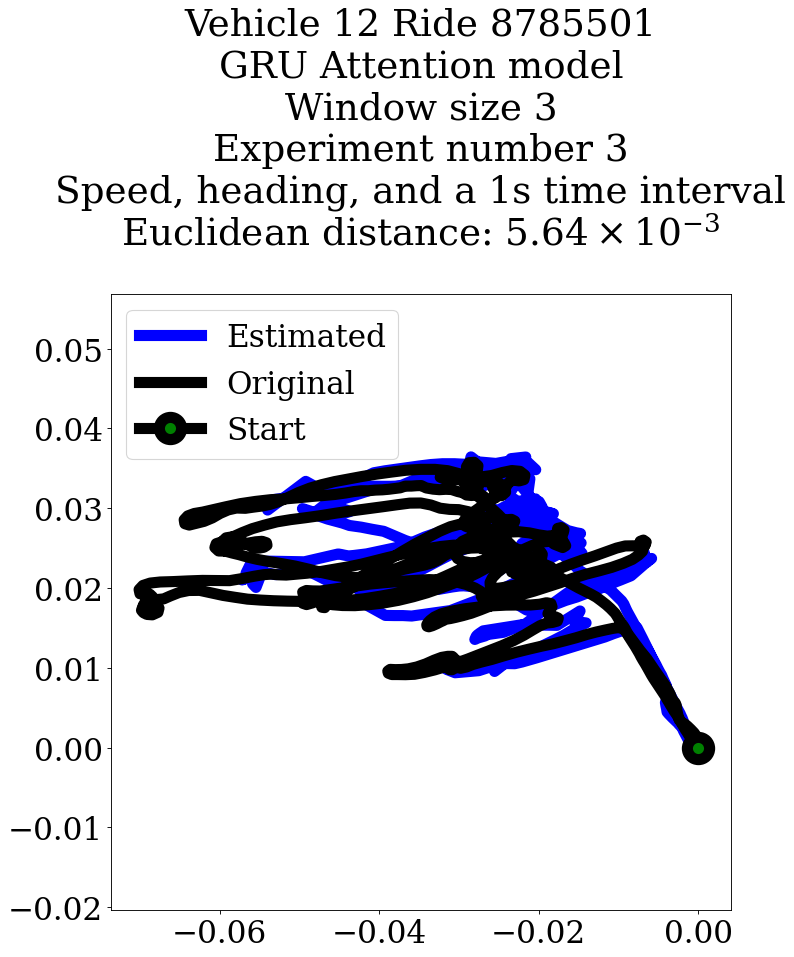 Vehicle 12 Ride 8785501
GRU Attention model
Window size 3
Experiment number 3
Speed, heading, and a 1s time interval
Euclidean distance: 5.64 × 10⁻³
Estimated
Original
Start
0.05
0.04
0.03
0.02
0.01
0.00
−0.01
−0.02
−0.06 −0.04 −0.02 0.00